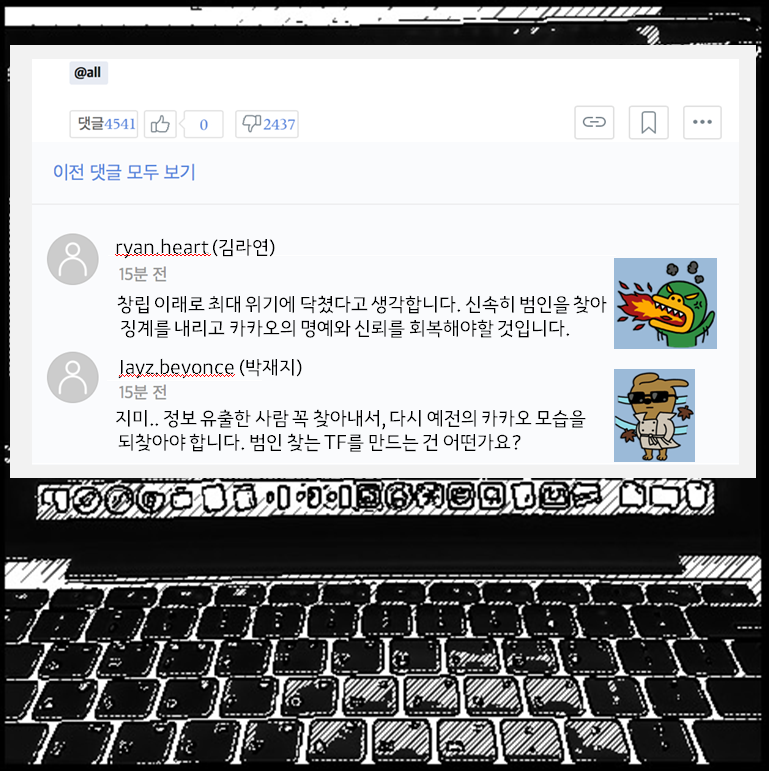 @all
댓글4541 0 2437
이전 댓글 모두 보기
ryan.heart (김라연)
15분 전
창립 이래로 최대 위기에 닥쳤다고 생각합니다. 신속히 범인을 찾아
징계를 내리고 카카오의 명예와 신뢰를 회복해야할 것입니다.
Jayz.beyonce (박재지)
15분 전
지미.. 정보 유출한 사람 꼭 찾아내서, 다시 예전의 카카오 모습을
되찾아야 합니다. 범인 찾는 TF를 만드는 건 어떤가요?